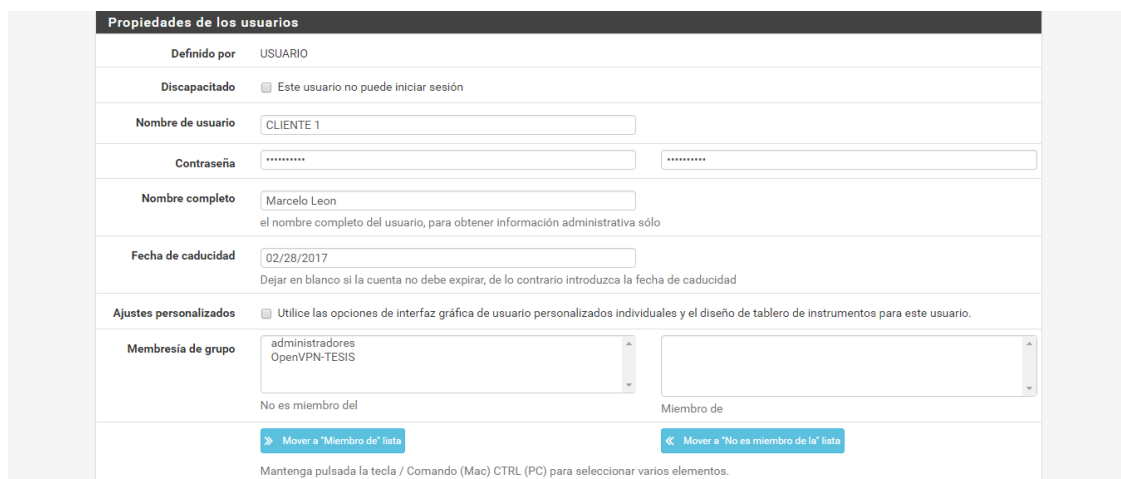 Propiedades de los usuarios
Definido por USUARIO
Discapacitado Este usuario no puede iniciar sesión
Nombre de usuario CLIENTE 1
Contraseña •••••••••• ••••••••••
Nombre completo Marcelo Leon
el nombre completo del usuario, para obtener información administrativa sólo
Fecha de caducidad 02/28/2017
Dejar en blanco si la cuenta no debe expirar, de lo contrario introduzca la fecha de caducidad
Ajustes personalizados Utilice las opciones de interfaz gráfica de usuario personalizados individuales y el diseño de tablero de instrumentos para este usuario.
Membresía de grupo administradores
OpenVPN-TESIS
No es miembro del Miembro de
Mover a "Miembro de" lista Mover a "No es miembro de la" lista
Mantenga pulsada la tecla / Comando (Mac) CTRL (PC) para seleccionar varios elementos.